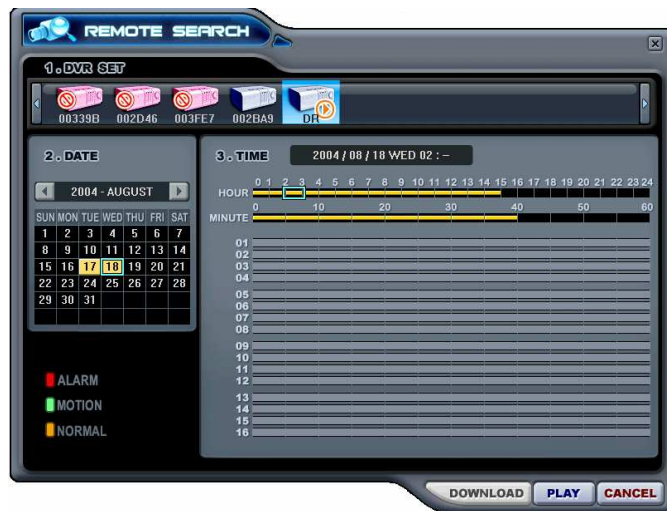 REMOTE SEARCH
1. DVR SET
00339B 002D46 003FE7 002BA9 DR
2. DATE
2004 - AUGUST
SUN MON TUE WED THU FRI SAT
1 2 3 4 5 6 7
8 9 10 11 12 13 14
15 16 17 18 19 20 21
22 23 24 25 26 27 28
29 30 31
ALARM
MOTION
NORMAL
3. TIME 2004 / 08 / 18 WED 02 : –
0 1 2 3 4 5 6 7 8 9 10 11 12 13 14 15 16 17 18 19 20 21 22 23 24
HOUR
0 10 20 30 40 50 60
MINUTE
01
02
03
04
05
06
07
08
09
10
11
12
13
14
15
16
DOWNLOAD PLAY CANCEL